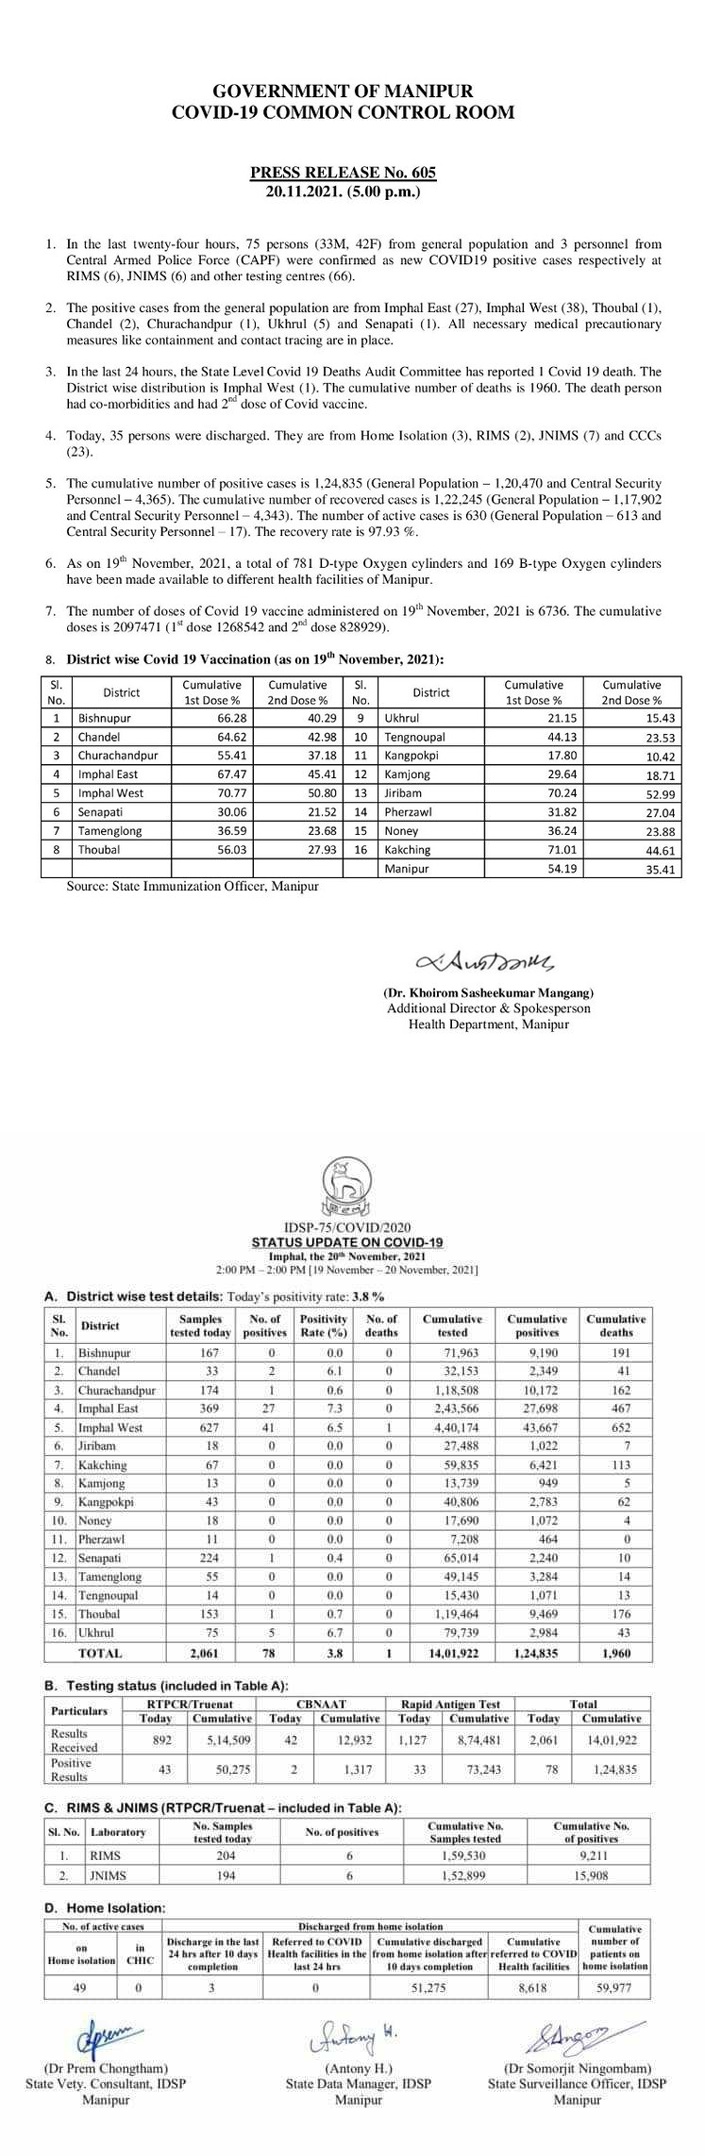 GOVERNMENT OF MANIPUR
COVID-19 COMMON CONTROL ROOM
PRESS RELEASE No. 605
20.11.2021. (5.00 p.m.)
1. In the last twenty-four hours, 75 persons (33M, 42F) from general population and 3 personnel from
Central Armed Police Force (CAPF) were confirmed as new COVID19 positive cases respectively at
RIMS (6), JNIMS (6) and other testing centres (66).
2. The positive cases from the general population are from Imphal East (27), Imphal West (38), Thoubal (1),
Chandel (2), Churachandpur (1), Ukhrul (5) and Senapati (1). All necessary medical precautionary
measures like containment and contact tracing are in place.
3. In the last 24 hours, the State Level Covid 19 Deaths Audit Committee has reported 1 Covid 19 death. The
District wise distribution is Imphal West (1). The cumulative number of deaths is 1960. The death person
had co-morbidities and had 2nd dose of Covid vaccine.
4. Today, 35 persons were discharged. They are from Home Isolation (3), RIMS (2), JNIMS (7) and CCCs
(23).
5. The cumulative number of positive cases is 1,24,835 (General Population – 1,20,470 and Central Security
Personnel – 4,365). The cumulative number of recovered cases is 1,22,245 (General Population – 1,17,902
and Central Security Personnel – 4,343). The number of active cases is 630 (General Population – 613 and
Central Security Personnel – 17). The recovery rate is 97.93 %.
6. As on 19th November, 2021, a total of 781 D-type Oxygen cylinders and 169 B-type Oxygen cylinders
have been made available to different health facilities of Manipur.
7. The number of doses of Covid 19 vaccine administered on 19th November, 2021 is 6736. The cumulative
doses is 2097471 (1st dose 1268542 and 2nd dose 828929).
8. District wise Covid 19 Vaccination (as on 19th November, 2021):
Sl. No. District Cumulative 1st Dose % Cumulative 2nd Dose % Sl. No. District Cumulative 1st Dose % Cumulative 2nd Dose %
1 Bishnupur 66.28 40.29 9 Ukhrul 21.15 15.43
2 Chandel 64.62 42.98 10 Tengnoupal 44.13 23.53
3 Churachandpur 55.41 37.18 11 Kangpokpi 17.80 10.42
4 Imphal East 67.47 45.41 12 Kamjong 29.64 18.71
5 Imphal West 70.77 50.80 13 Jiribam 70.24 52.99
6 Senapati 30.06 21.52 14 Pherzawl 31.82 27.04
7 Tamenglong 36.59 23.68 15 Noney 36.24 23.88
8 Thoubal 56.03 27.93 16 Kakching 71.01 44.61
Manipur 54.19 35.41
Source: State Immunization Officer, Manipur
(Dr. Khoirom Sasheekumar Mangang)
Additional Director & Spokesperson
Health Department, Manipur
IDSP-75/COVID/2020
STATUS UPDATE ON COVID-19
Imphal, the 20th November, 2021
2:00 PM – 2:00 PM [19 November – 20 November, 2021]
A. District wise test details: Today's positivity rate: 3.8 %
Sl. No. District Samples tested today No. of positives Positivity Rate (%) No. of deaths Cumulative tested Cumulative positives Cumulative deaths
1. Bishnupur 167 0 0.0 0 71,963 9,190 191
2. Chandel 33 2 6.1 0 32,153 2,349 41
3. Churachandpur 174 1 0.6 0 1,18,508 10,172 162
4. Imphal East 369 27 7.3 0 2,43,566 27,698 467
5. Imphal West 627 41 6.5 1 4,40,174 43,667 652
6. Jiribam 18 0 0.0 0 27,488 1,022 7
7. Kakching 67 0 0.0 0 59,835 6,421 113
8. Kamjong 13 0 0.0 0 13,739 949 5
9. Kangpokpi 43 0 0.0 0 40,806 2,783 62
10. Noney 18 0 0.0 0 17,690 1,072 4
11. Pherzawl 11 0 0.0 0 7,208 464 0
12. Senapati 224 1 0.4 0 65,014 2,240 10
13. Tamenglong 55 0 0.0 0 49,145 3,284 14
14. Tengnoupal 14 0 0.0 0 15,430 1,071 13
15. Thoubal 153 1 0.7 0 1,19,464 9,469 176
16. Ukhrul 75 5 6.7 0 79,739 2,984 43
TOTAL 2,061 78 3.8 1 14,01,922 1,24,835 1,960
B. Testing status (included in Table A):
Particulars RTPCR/Truenat CBNAAT Rapid Antigen Test Total
Today Cumulative Today Cumulative Today Cumulative Today Cumulative
Results Received 892 5,14,509 42 12,932 1,127 8,74,481 2,061 14,01,922
Positive Results 43 50,275 2 1,317 33 73,243 78 1,24,835
C. RIMS & JNIMS (RTPCR/Truenat – included in Table A):
Sl. No. Laboratory No. Samples tested today No. of positives Cumulative No. Samples tested Cumulative No. of positives
1. RIMS 204 6 1,59,530 9,211
2. JNIMS 194 6 1,52,899 15,908
D. Home Isolation:
No. of active cases Discharged from home isolation Cumulative number of patients on home isolation
on Home isolation in CHIC Discharge in the last 24 hrs after 10 days completion Referred to COVID Health facilities in the last 24 hrs Cumulative discharged from home isolation after 10 days completion Cumulative referred to COVID Health facilities
49 0 3 0 51,275 8,618 59,977
(Dr Prem Chongtham) (Antony H.) (Dr Somorjit Ningombam)
State Vety. Consultant, IDSP State Data Manager, IDSP State Surveillance Officer, IDSP
Manipur Manipur Manipur